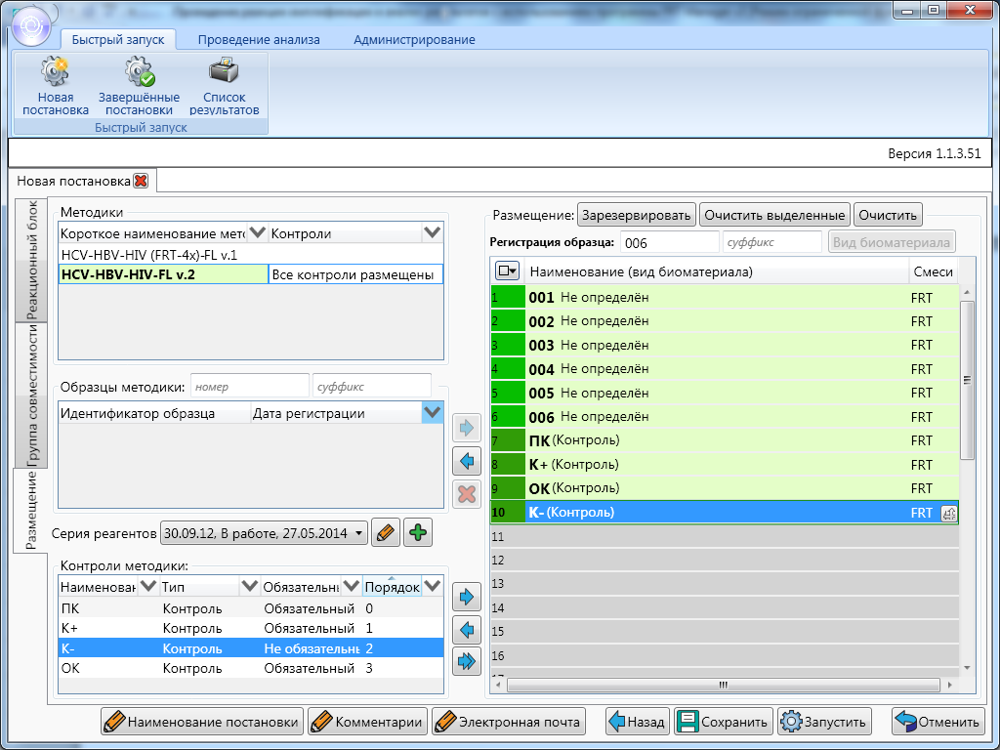 Быстрый запуск
Проведение анализа
Администрирование
Новая постановка
Завершённые постановки
Список результатов
Быстрый запуск
Версия 1.1.3.51
Новая постановка
Реакционный блок
Группа совместимости
Размещение
Методики
Короткое наименование мето
Контроли
HCV-HBV-HIV (FRT-4x)-FL v.1
HCV-HBV-HIV-FL v.2
Все контроли размещены
Образцы методики:
номер
суффикс
Идентификатор образца
Дата регистрации
Серия реагентов
30.09.12, В работе, 27.05.2014
Контроли методики:
Наименован
Тип
Обязательны
Порядок
ПК Контроль Обязательный 0
К+ Контроль Обязательный 1
К- Контроль Не обязательнь 2
ОК Контроль Обязательный 3
Размещение:
Зарезервировать
Очистить выделенные
Очистить
Регистрация образца:
006
суффикс
Вид биоматериала
Наименование (вид биоматериала)
Смеси
1 001 Не определён FRT
2 002 Не определён FRT
3 003 Не определён FRT
4 004 Не определён FRT
5 005 Не определён FRT
6 006 Не определён FRT
7 ПК (Контроль) FRT
8 К+ (Контроль) FRT
9 ОК (Контроль) FRT
10 К- (Контроль) FRT
11
12
13
14
15
16
Наименование постановки
Комментарии
Электронная почта
Назад
Сохранить
Запустить
Отменить